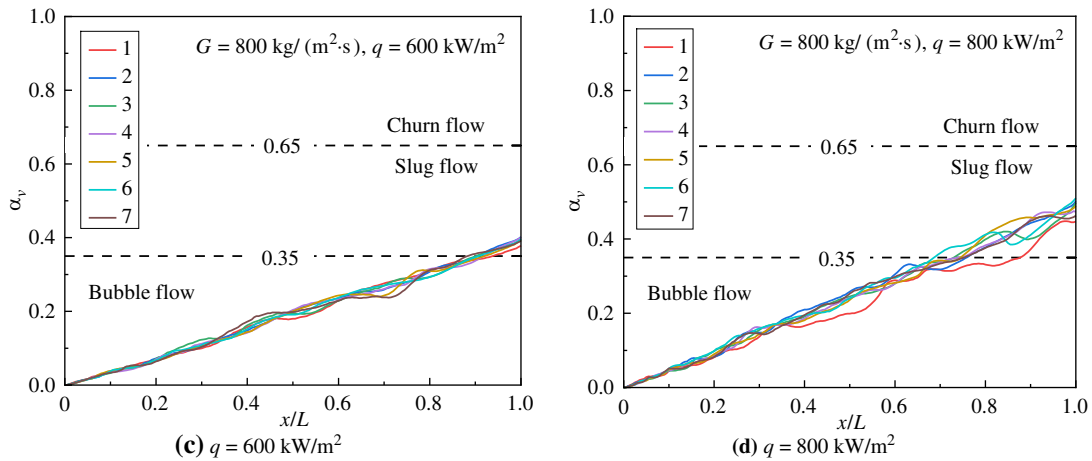 1.0
0.8
0.6
0.4
0.2
0.0
αv
1
2
3
4
5
6
7
G = 800 kg/ (m²·s), q = 600 kW/m²
Churn flow
0.65
Slug flow
0.35
Bubble flow
0 0.2 0.4 0.6 0.8 1.0
x/L
(c) q = 600 kW/m²
1.0
0.8
0.6
0.4
0.2
0.0
αv
1
2
3
4
5
6
7
G = 800 kg/ (m²·s), q = 800 kW/m²
Churn flow
0.65
Slug flow
0.35
Bubble flow
0 0.2 0.4 0.6 0.8 1.0
x/L
(d) q = 800 kW/m²